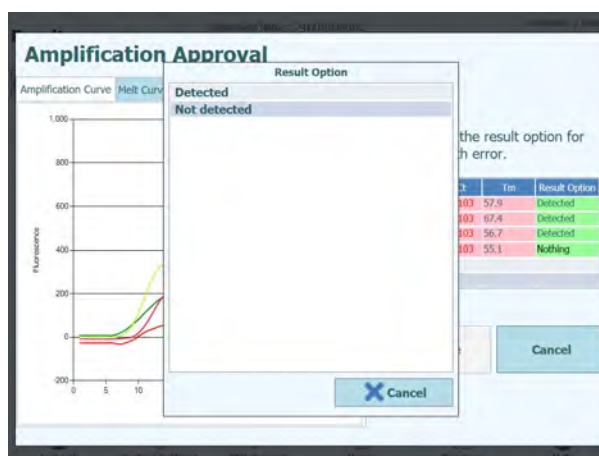 Amplification Approval
Result Option
Amplification Curve
Melt Curv
Detected
Not detected
the result option for
h error.
Tm
Result Option
103 57.9 Detected
103 67.4 Detected
103 56.7 Detected
103 55.1 Nothing
1,000
800
600
400
200
0
-200
Fluorescence
0 5 10
Cancel
Cancel